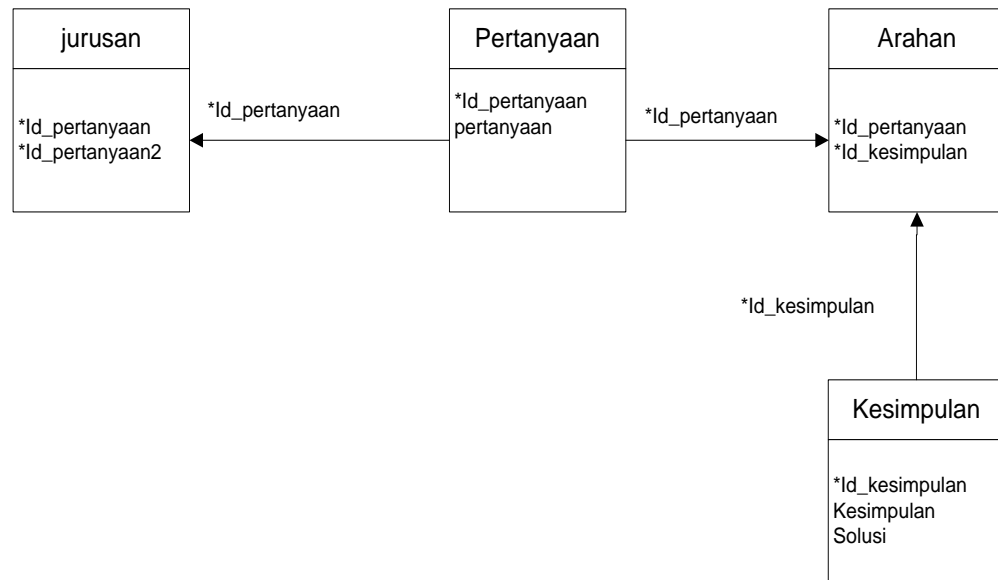 jurusan
*Id_pertanyaan
*Id_pertanyaan2
*Id_pertanyaan
Pertanyaan
*Id_pertanyaan
pertanyaan
*Id_pertanyaan
Arahan
*Id_pertanyaan
*Id_kesimpulan
*Id_kesimpulan
Kesimpulan
*Id_kesimpulan
Kesimpulan
Solusi